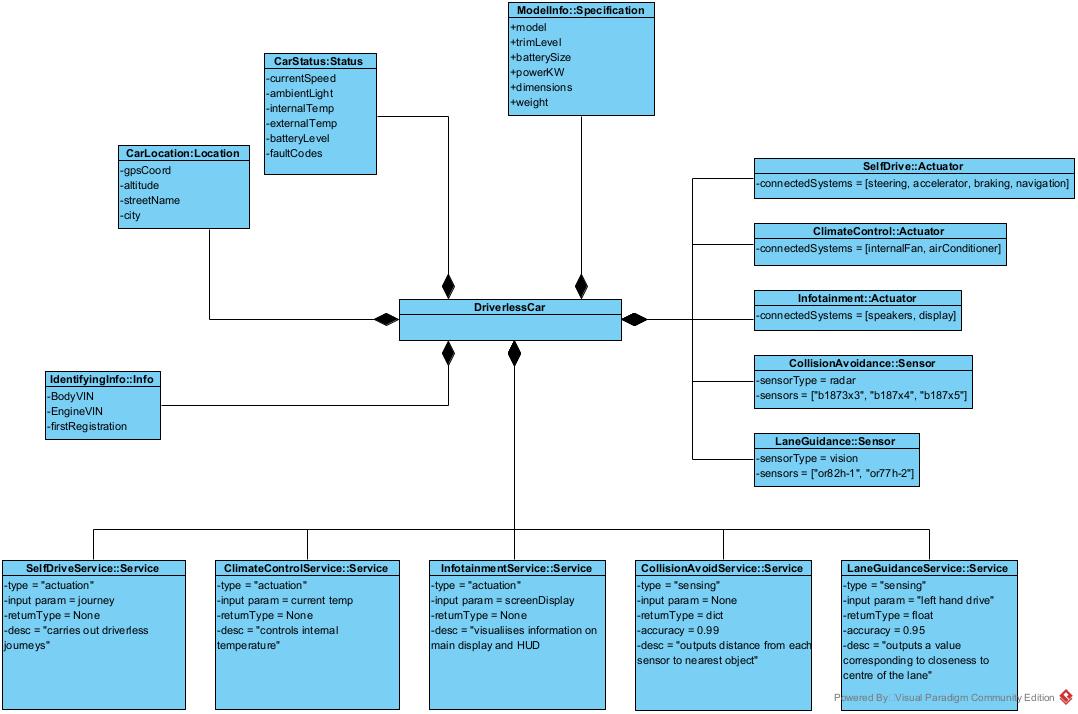 ModelInfo::Specification
+model
+trimLevel
+batterySize
+powerKW
+dimensions
+weight
CarStatus:Status
-currentSpeed
-ambientLight
-internalTemp
-externalTemp
-batteryLevel
-faultCodes
CarLocation:Location
-gpsCoord
-altitude
-streetName
-city
SelfDrive::Actuator
-connectedSystems = [steering, accelerator, braking, navigation]
ClimateControl::Actuator
-connectedSystems = [internalFan, airConditioner]
Infotainment::Actuator
-connectedSystems = [speakers, display]
DriverlessCar
CollisionAvoidance::Sensor
-sensorType = radar
-sensors = ["b1873x3", "b187x4", "b187x5"]
IdentifyingInfo::Info
-BodyVIN
-EngineVIN
-firstRegistration
LaneGuidance::Sensor
-sensorType = vision
-sensors = ["or82h-1", "or77h-2"]
SelfDriveService::Service
-type = "actuation"
-input param = journey
-returnType = None
-desc = "carries out driverless
journeys"
ClimateControlService::Service
-type = "actuation"
-input param = current temp
-returnType = None
-desc = "controls internal
temperature"
InfotainmentService::Service
-type = "actuation"
-input param = screenDisplay
-returnType = None
-desc = "visualiises information on
main display and HUD
CollisionAvoidService::Service
-type = "sensing"
-input param = None
-returnType = dict
-accuracy = 0.99
-desc = "outputs distance from each
sensor to nearest object"
LaneGuidanceService::Service
-type = "sensing"
-input param = "left hand drive"
-returnType = float
-accuracy = 0.95
-desc = "outputs a value
corresponding to closeness to
centre of the lane"
Powered By Visual Paradigm Community Edition